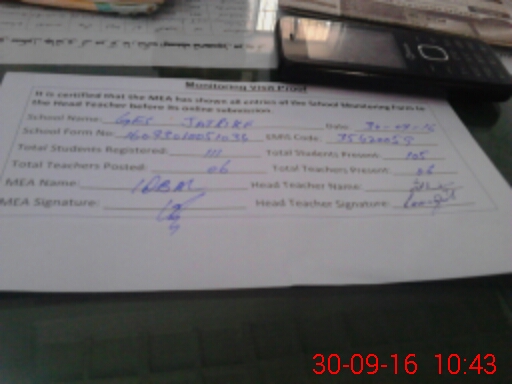 Monitoring Visit Proof
It is certified that the MEA has shown all entries of the School Monitoring Form to
the Head Teacher before its online submission.
School Name: GES Date: 30-09-16
School Form No: EMIS Code:
Total Students Registered: 111 Total Students Present: 105
Total Teachers Posted: 06 Total Teachers Present: 06
MEA Name: IQBAL Head Teacher Name:
MEA Signature: Head Teacher Signature:
30-09-16 10:43